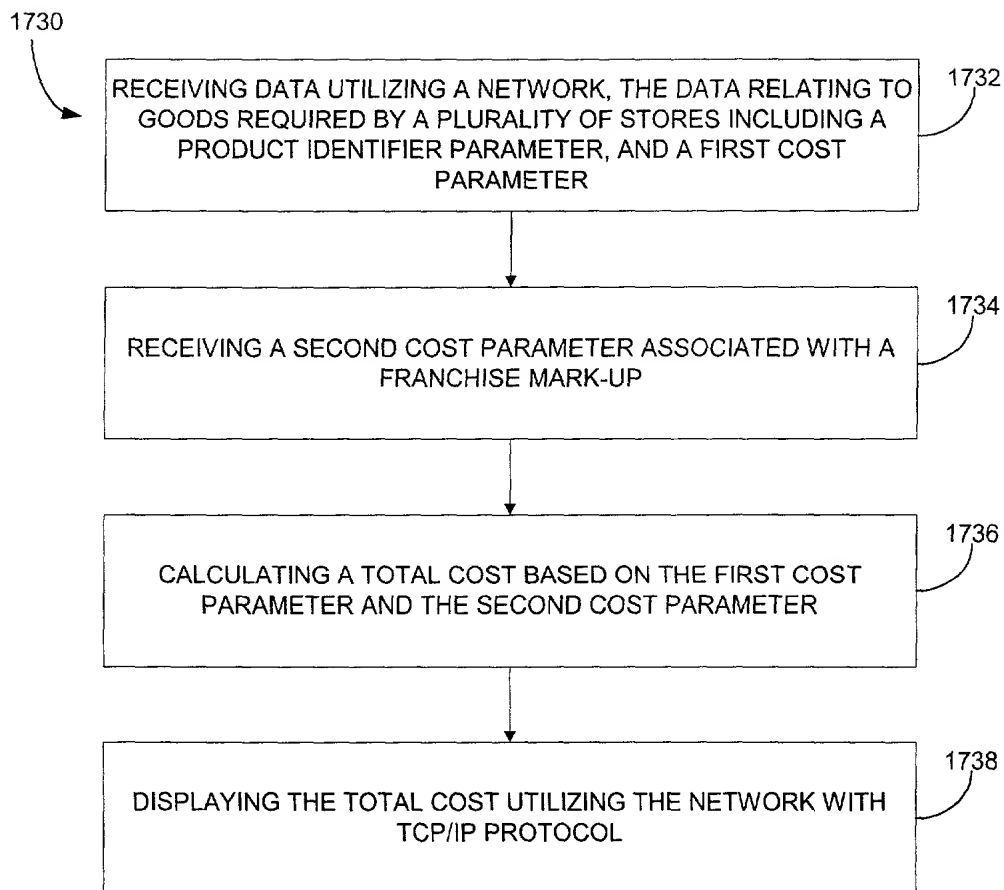 1730
RECEIVING DATA UTILIZING A NETWORK, THE DATA RELATING TO
GOODS REQUIRED BY A PLURALITY OF STORES INCLUDING A
PRODUCT IDENTIFIER PARAMETER, AND A FIRST COST
PARAMETER
1732
RECEIVING A SECOND COST PARAMETER ASSOCIATED WITH A
FRANCHISE MARK-UP
1734
CALCULATING A TOTAL COST BASED ON THE FIRST COST
PARAMETER AND THE SECOND COST PARAMETER
1736
DISPLAYING THE TOTAL COST UTILIZING THE NETWORK WITH
TCP/IP PROTOCOL
1738